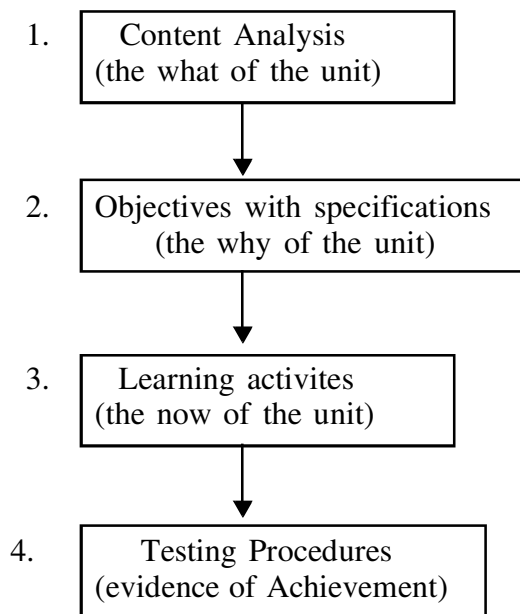 1. Content Analysis
(the what of the unit)
2. Objectives with specifications
(the why of the unit)
3. Learning activites
(the now of the unit)
4. Testing Procedures
(evidence of Achievement)